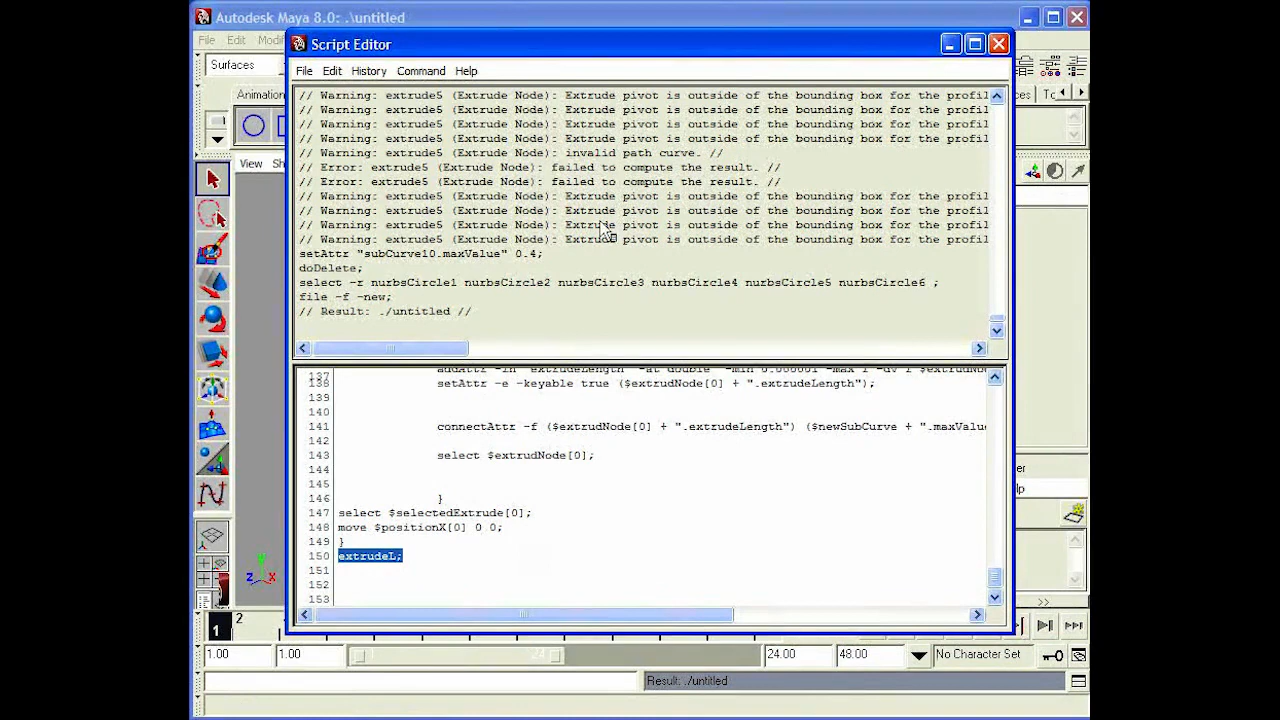 Autodesk Maya 8.0: .\untitled
File Edit Modi
Script Editor
Surfaces
File Edit History Command Help
Animation
View Sh
// Warning: extrude5 (Extrude Node): Extrude pivot is outside of the bounding box for the profil
// Warning: extrude5 (Extrude Node): Extrude pivot is outside of the bounding box for the profil
// Warning: extrude5 (Extrude Node): Extrude pivot is outside of the bounding box for the profil
// Warning: extrude5 (Extrude Node): Extrude pivot is outside of the bounding box for the profil
// Warning: extrude5 (Extrude Node): invalid path curve. //
// Error: extrude5 (Extrude Node): failed to compute the result. //
// Error: extrude5 (Extrude Node): failed to compute the result. //
// Warning: extrude5 (Extrude Node): Extrude pivot is outside of the bounding box for the profil
// Warning: extrude5 (Extrude Node): Extrude pivot is outside of the bounding box for the profil
// Warning: extrude5 (Extrude Node): Extrude pivot is outside of the bounding box for the profil
// Warning: extrude5 (Extrude Node): Extrude pivot is outside of the bounding box for the profil
setAttr "subCurve10.maxValue" 0.4;
doDelete;
select -r nurbsCircle1 nurbsCircle2 nurbsCircle3 nurbsCircle4 nurbsCircle5 nurbsCircle6 ;
file -f -new;
// Result: ./untitled //
137
138 setAttr -e -keyable true ($extrudNode[0] + ".extrudeLength");
139
140
141 connectAttr -f ($extrudNode[0] + ".extrudeLength") ($newSubCurve + ".maxValue
142
143 select $extrudNode[0];
144
145
146 }
147 select $selectedExtrude[0];
148 move $positionX[0] 0 0;
149 }
150 extrudeL;
151
152
153
ces To
er
lp
y
z x
1 2
1.00 1.00 24 24.00 48.00 No Character Set
Result: ./untitled